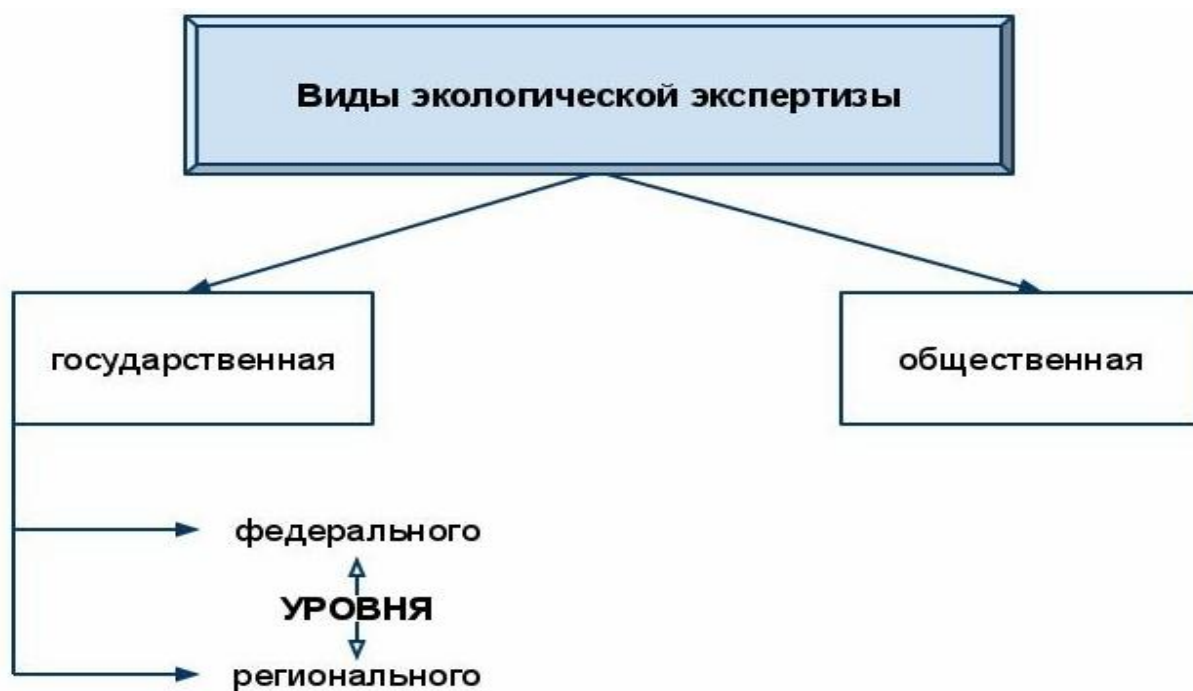 Виды экологической экспертизы
государственная
общественная
федерального
УРОВНЯ
регионального